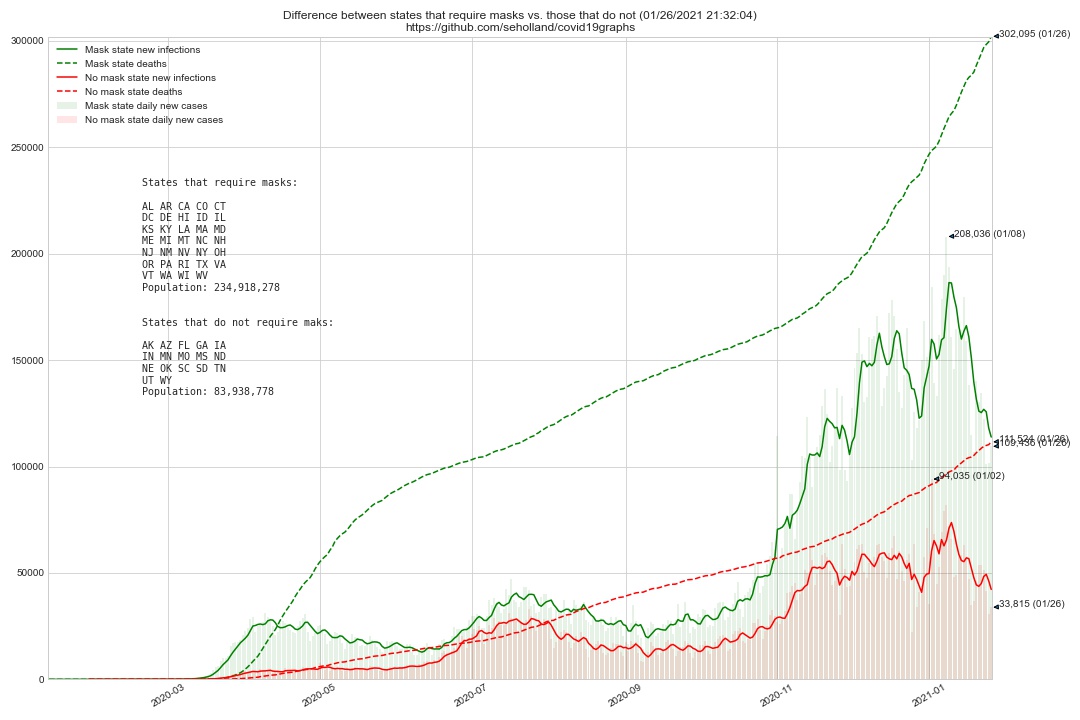 Difference between states that require masks vs. those that do not (01/26/2021 21:32:04)
https://github.com/seholland/covid19graphs
Mask state new infections
Mask state deaths
No mask state new infections
No mask state deaths
Mask state daily new cases
No mask state daily new cases
States that require masks:
AL AR CA CO CT
DC DE HI ID IL
KS KY LA MA MD
ME MI MT NC NH
NJ NM NV NY OH
OR PA RI TX VA
VT WA WI WV
Population: 234,918,278
States that do not require maks:
AK AZ FL GA IA
IN MN MO MS ND
NE OK SC SD TN
UT WY
Population: 83,938,778
302,095 (01/26)
208,036 (01/08)
111,524 (01/26)
109,436 (01/26)
94,035 (01/02)
33,815 (01/26)
300000
250000
200000
150000
100000
50000
0
2020-03
2020-05
2020-07
2020-09
2020-11
2021-01